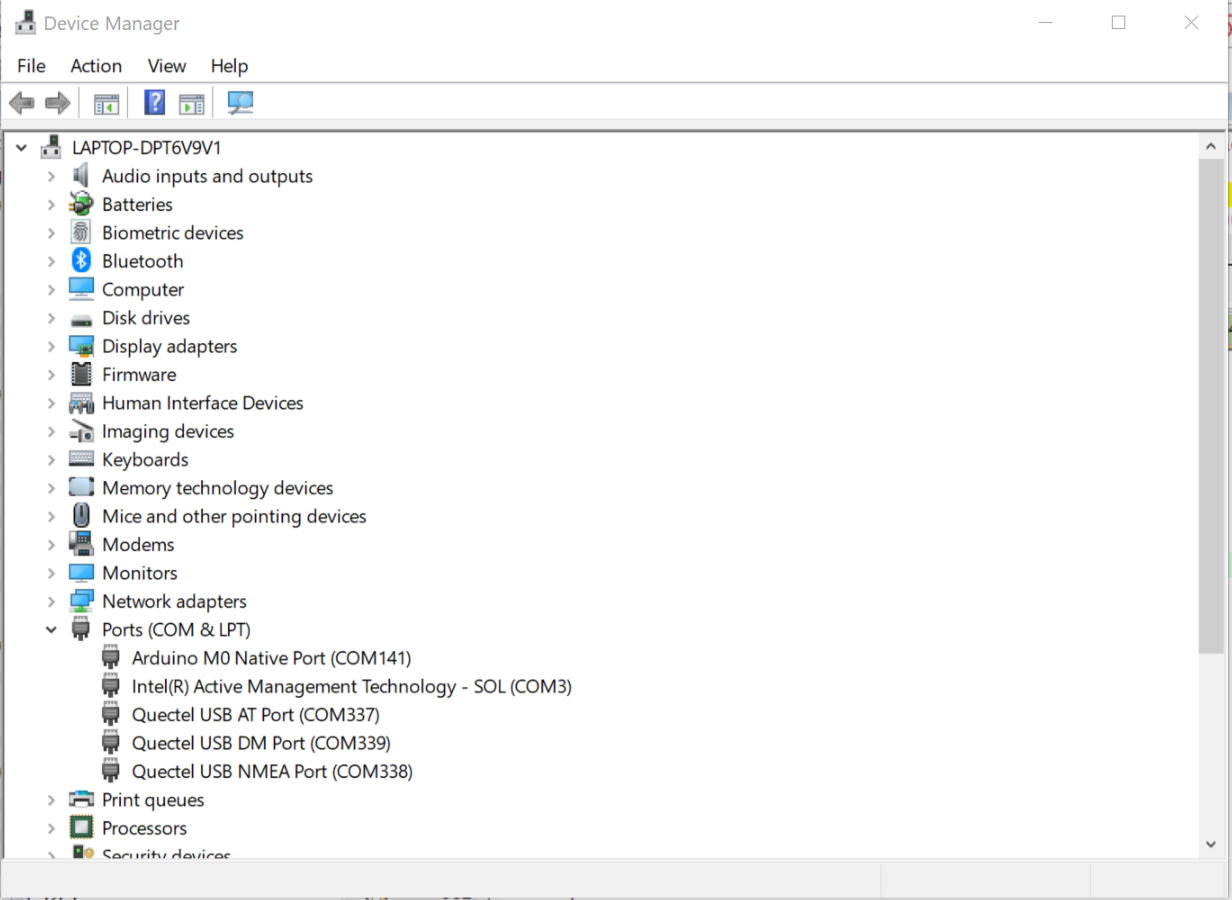 Device Manager
File Action View Help
LAPTOP-DPT6V9V1
Audio inputs and outputs
Batteries
Biometric devices
Bluetooth
Computer
Disk drives
Display adapters
Firmware
Human Interface Devices
Imaging devices
Keyboards
Memory technology devices
Mice and other pointing devices
Modems
Monitors
Network adapters
Ports (COM & LPT)
Arduino M0 Native Port (COM141)
Intel(R) Active Management Technology - SOL (COM3)
Quectel USB AT Port (COM337)
Quectel USB DM Port (COM339)
Quectel USB NMEA Port (COM338)
Print queues
Processors
Security devices